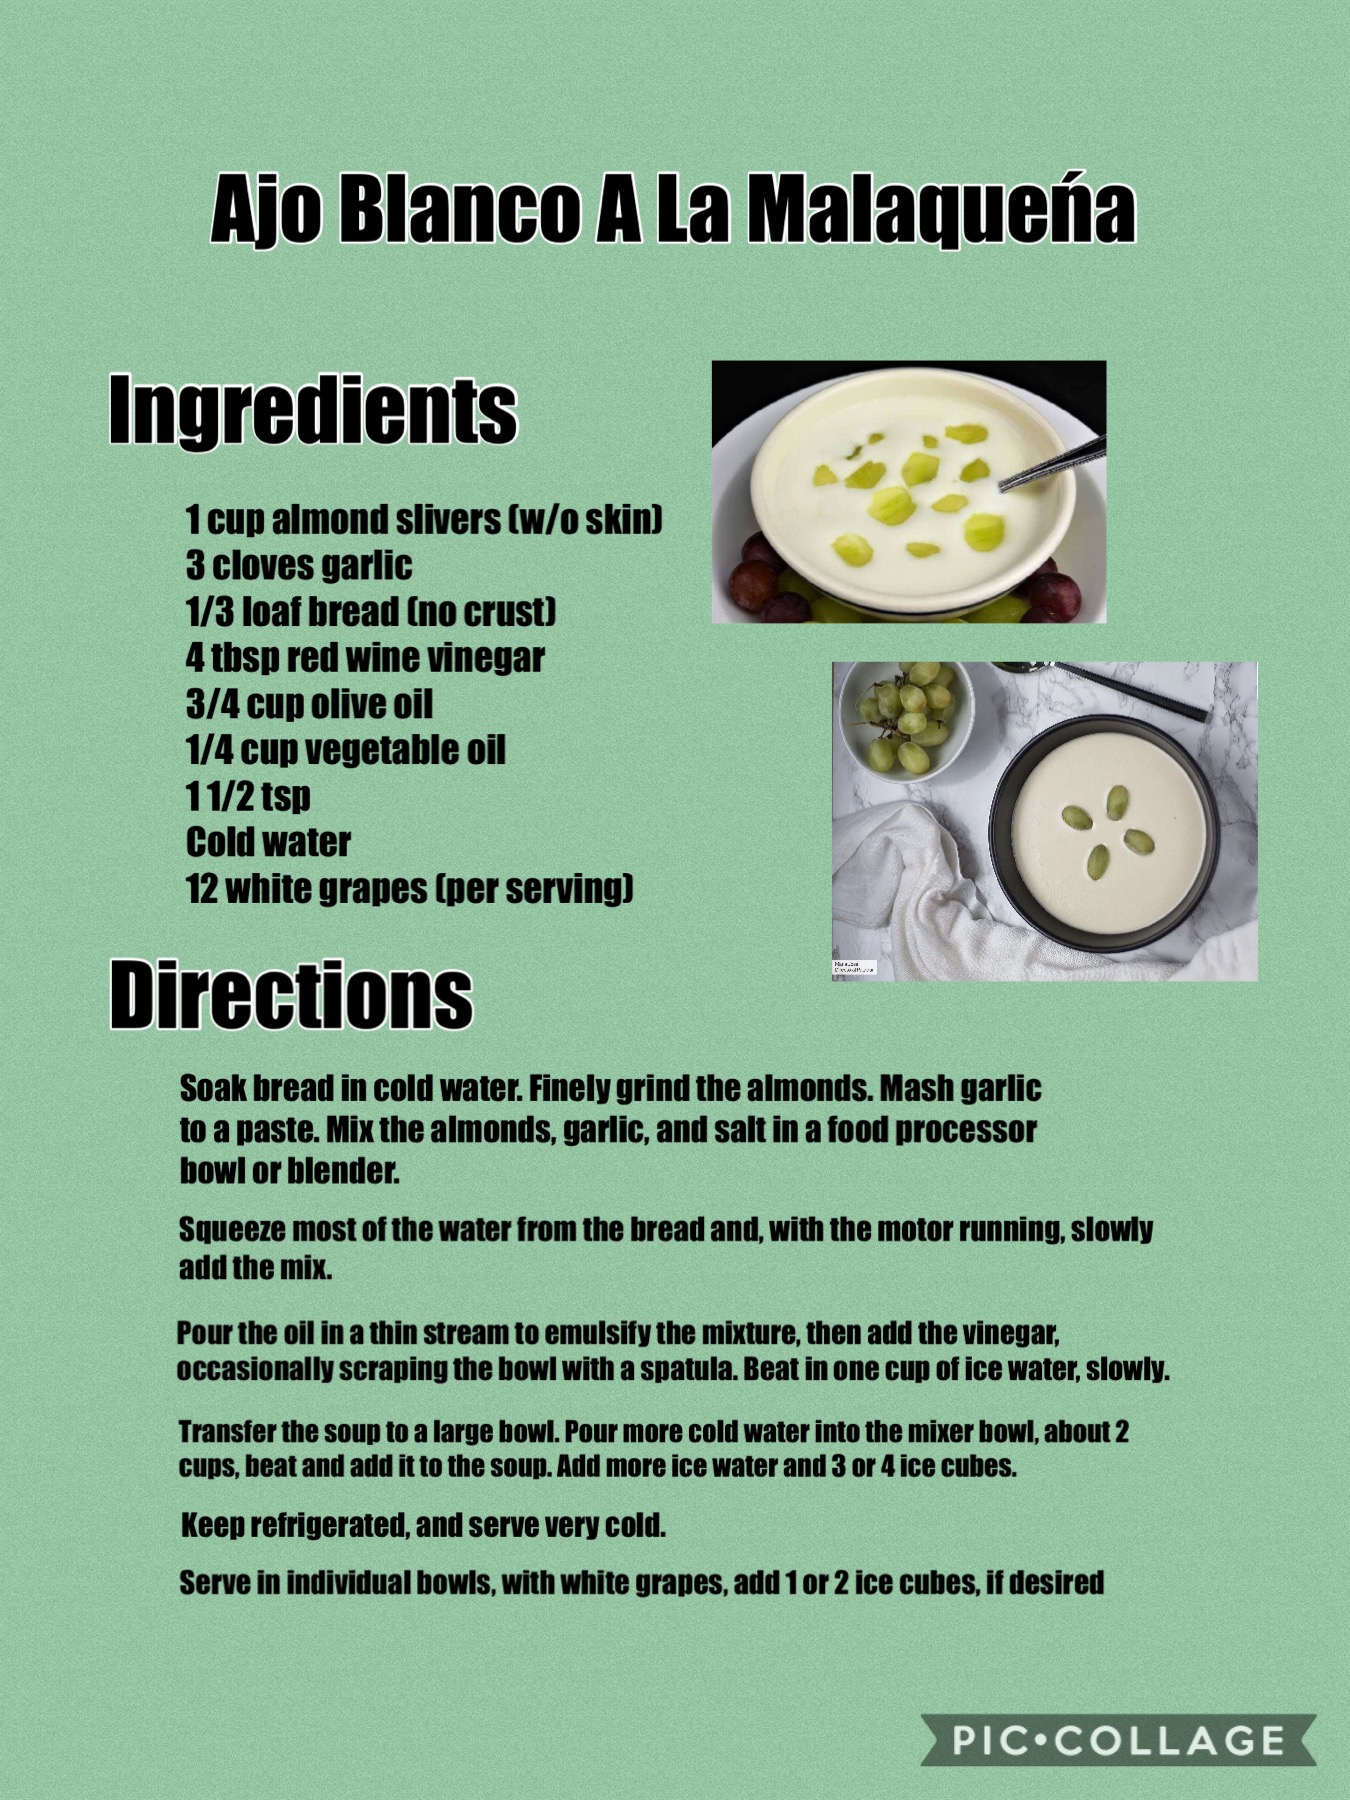 Ajo Blanco A La Malaqueńa
Ingredients
1 cup almond slivers (w/o skin)
3 cloves garlic
1/3 loaf bread (no crust)
4 tbsp red wine vinegar
3/4 cup olive oil
1/4 cup vegetable oil
1 1/2 tsp
Cold water
12 white grapes (per serving)
Directions
Soak bread in cold water. Finely grind the almonds. Mash garlic
to a paste. Mix the almonds, garlic, and salt in a food processor
bowl or blender.
Squeeze most of the water from the bread and, with the motor running, slowly
add the mix.
Pour the oil in a thin stream to emulsify the mixture, then add the vinegar,
occasionally scraping the bowl with a spatula. Beat in one cup of ice water, slowly.
Transfer the soup to a large bowl. Pour more cold water into the mixer bowl, about 2
cups, beat and add it to the soup. Add more ice water and 3 or 4 ice cubes.
Keep refrigerated, and serve very cold.
Serve in individual bowls, with white grapes, add 1 or 2 ice cubes, if desired
PIC•COLLAGE